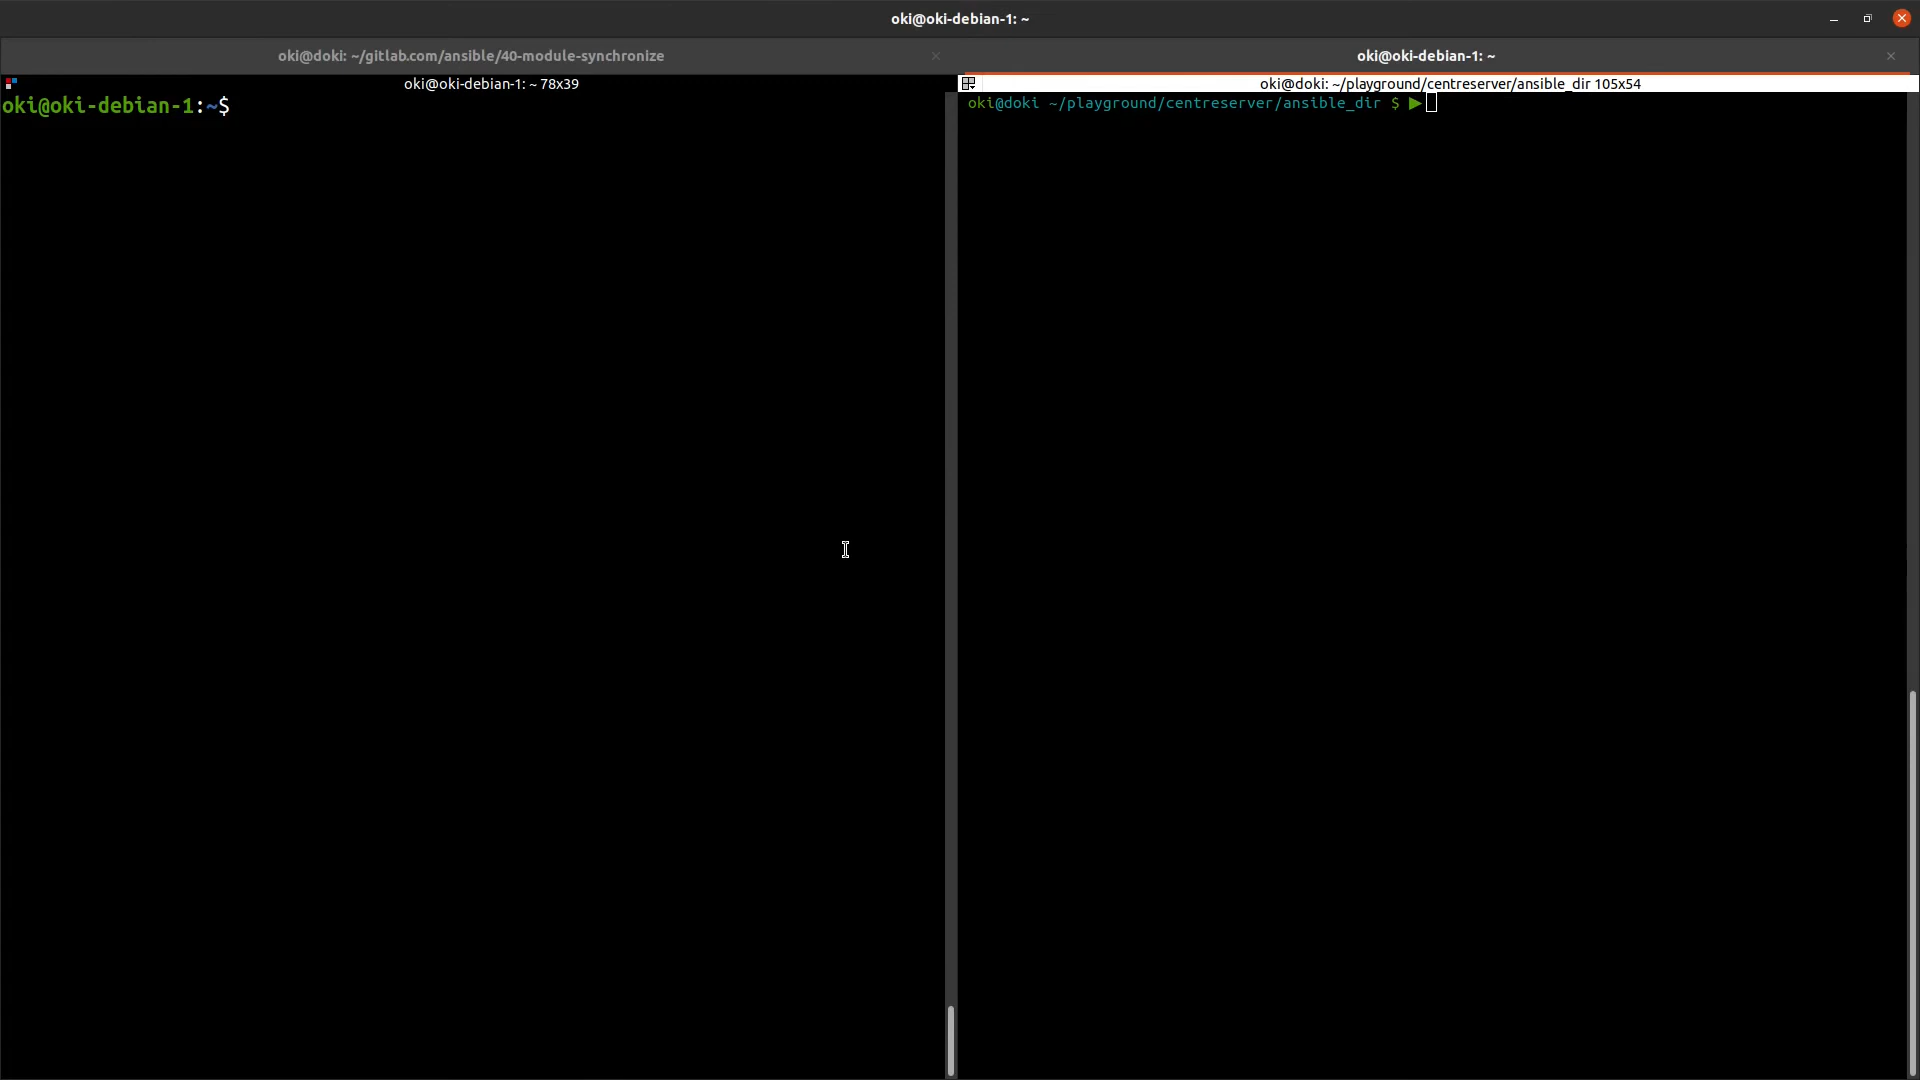 oki@oki-debian-1: ~
oki@doki: ~/gitlab.com/ansible/40-module-synchronize
oki@oki-debian-1: ~
oki@oki-debian-1: ~ 78x39
oki@oki-debian-1:~$
oki@doki: ~/playground/centreserver/ansible_dir 105x54
oki@doki ~/playground/centreserver/ansible_dir $ ▶